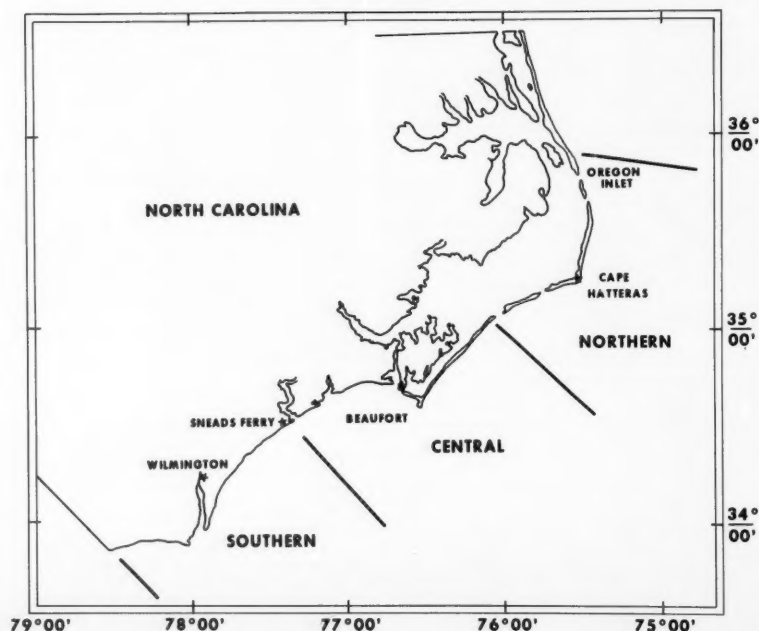 36°
00'
OREGON
INLET
NORTH CAROLINA
CAPE
HATTERAS
35°
00'
NORTHERN
BEAUFORT
SNEADS FERRY
CENTRAL
WILMINGTON
34°
00'
SOUTHERN
79°00' 78°00' 77°00' 76°00' 75°00'